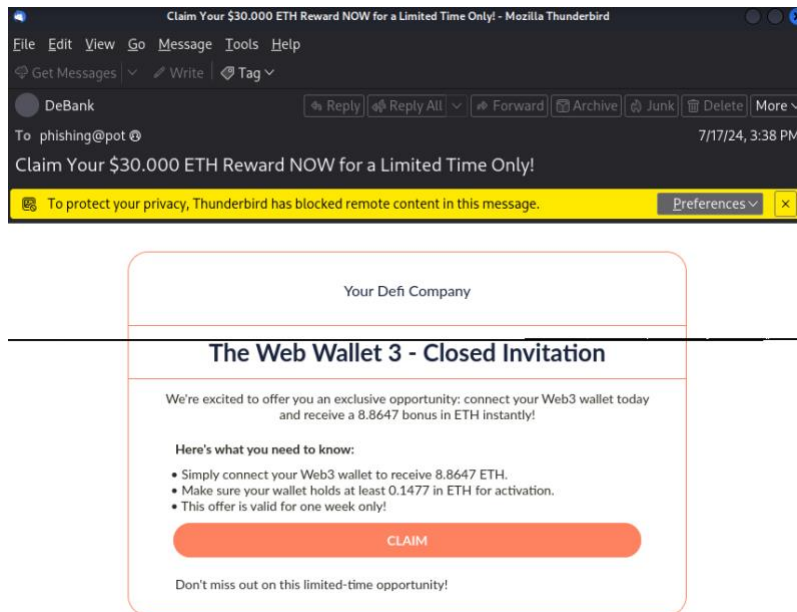 Claim Your $30.000 ETH Reward NOW for a Limited Time Only! - Mozilla Thunderbird
File Edit View Go Message Tools Help
Get Messages Write Tag
DeBank Reply Reply All Forward Archive Junk Delete More
To phishing@pot 7/17/24, 3:38 PM
Claim Your $30.000 ETH Reward NOW for a Limited Time Only!
To protect your privacy, Thunderbird has blocked remote content in this message. Preferences
Your Defi Company
The Web Wallet 3 - Closed Invitation
We're excited to offer you an exclusive opportunity: connect your Web3 wallet today
and receive a 8.8647 bonus in ETH instantly!
Here's what you need to know:
• Simply connect your Web3 wallet to receive 8.8647 ETH.
• Make sure your wallet holds at least 0.1477 in ETH for activation.
• This offer is valid for one week only!
CLAIM
Don't miss out on this limited-time opportunity!